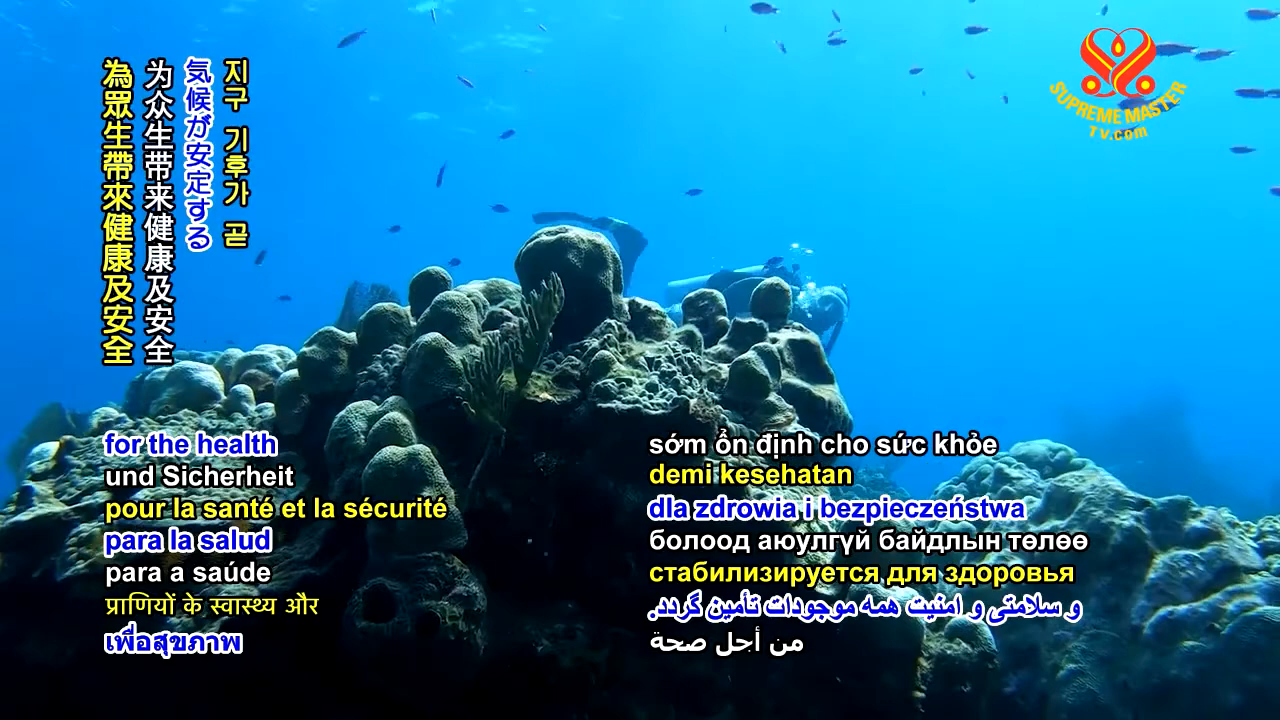 為眾生帶來健康及安全
为众生带来健康及安全
気候が安定する
지구 기후가 곧
SUPREME MASTER
TV.com
for the health
und Sicherheit
pour la santé et la sécurité
para la salud
para a saúde
प्राणियों के स्वास्थ्य और
เพื่อสุขภาพ
sớm ổn định cho sức khỏe
demi kesehatan
dla zdrowia i bezpieczeństwa
болоод аюулгүй байдлын төлөө
стабилизируется для здоровья
و سلامتی و امنیت همه موجودات تأمین گردد.
من أجل صحة